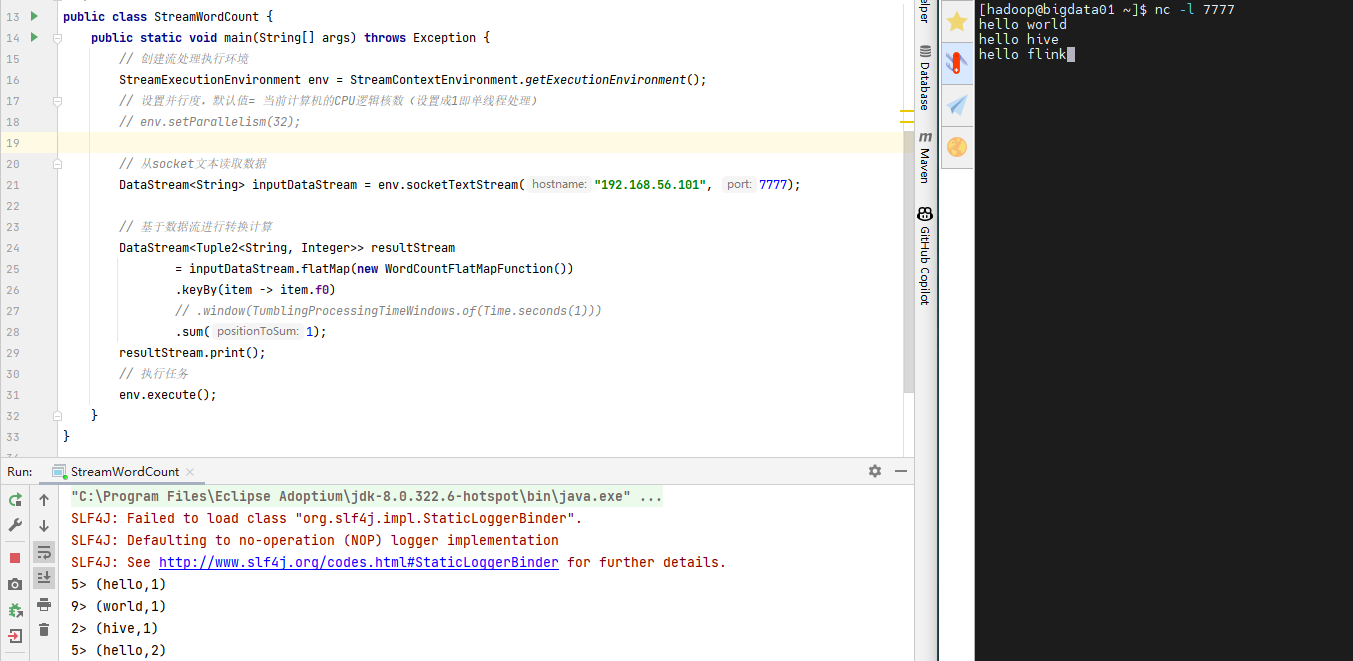 13 public class StreamWordCount {
14 public static void main(String[] args) throws Exception {
15 // 创建流处理执行环境
16 StreamExecutionEnvironment env = StreamContextEnvironment.getExecutionEnvironment();
17 // 设置并行度，默认值= 当前计算机的CPU逻辑核数（设置成1即单线程处理）
18 // env.setParallelism(32);
19
20 // 从socket文本读取数据
21 DataStream<String> inputDataStream = env.socketTextStream( hostname: "192.168.56.101", port: 7777);
22
23 // 基于数据流进行转换计算
24 DataStream<Tuple2<String, Integer>> resultStream
25 = inputDataStream.flatMap(new WordCountFlatMapFunction())
26 .keyBy(item -> item.f0)
27 // .window(TumblingProcessingTimeWindows.of(Time.seconds(1)))
28 .sum( positionToSum: 1);
29 resultStream.print();
30 // 执行任务
31 env.execute();
32 }
33 }
Run: StreamWordCount
"C:\Program Files\Eclipse Adoptium\jdk-8.0.322.6-hotspot\bin\java.exe" ...
SLF4J: Failed to load class "org.slf4j.impl.StaticLoggerBinder".
SLF4J: Defaulting to no-operation (NOP) logger implementation
SLF4J: See http://www.slf4j.org/codes.html#StaticLoggerBinder for further details.
5> (hello,1)
9> (world,1)
2> (hive,1)
5> (hello,2)
Database
m Maven
GitHub Copilot
[hadoop@bigdata01 ~]$ nc -l 7777
hello world
hello hive
hello flink